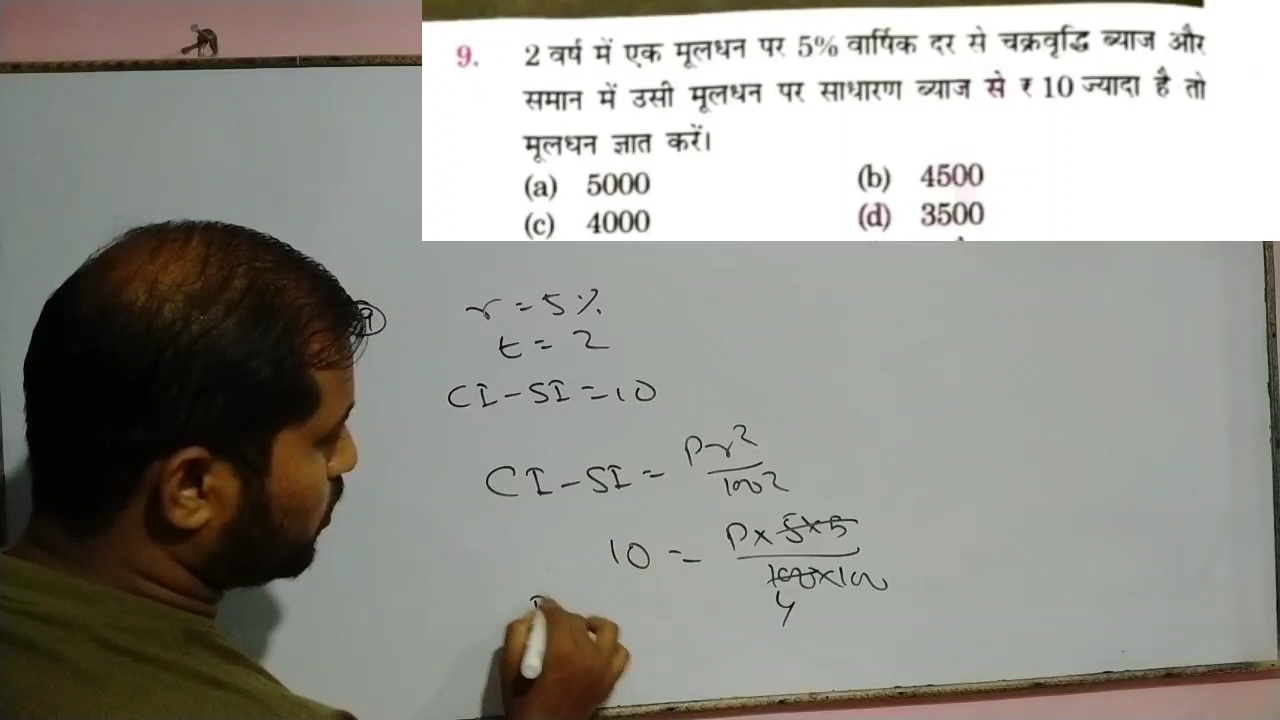 9. 2 वर्ष में एक मूलधन पर 5% वार्षिक दर से चक्रवृद्धि ब्याज और
समान में उसी मूलधन पर साधारण ब्याज से ₹ 10 ज्यादा है तो
मूलधन ज्ञात करें।
(a) 5000 (b) 4500
(c) 4000 (d) 3500
9
r = 5%
t = 2
CI - SI = 10
CI - SI = Pr²/100²
10 = P × 5 × 5/100 × 100
4